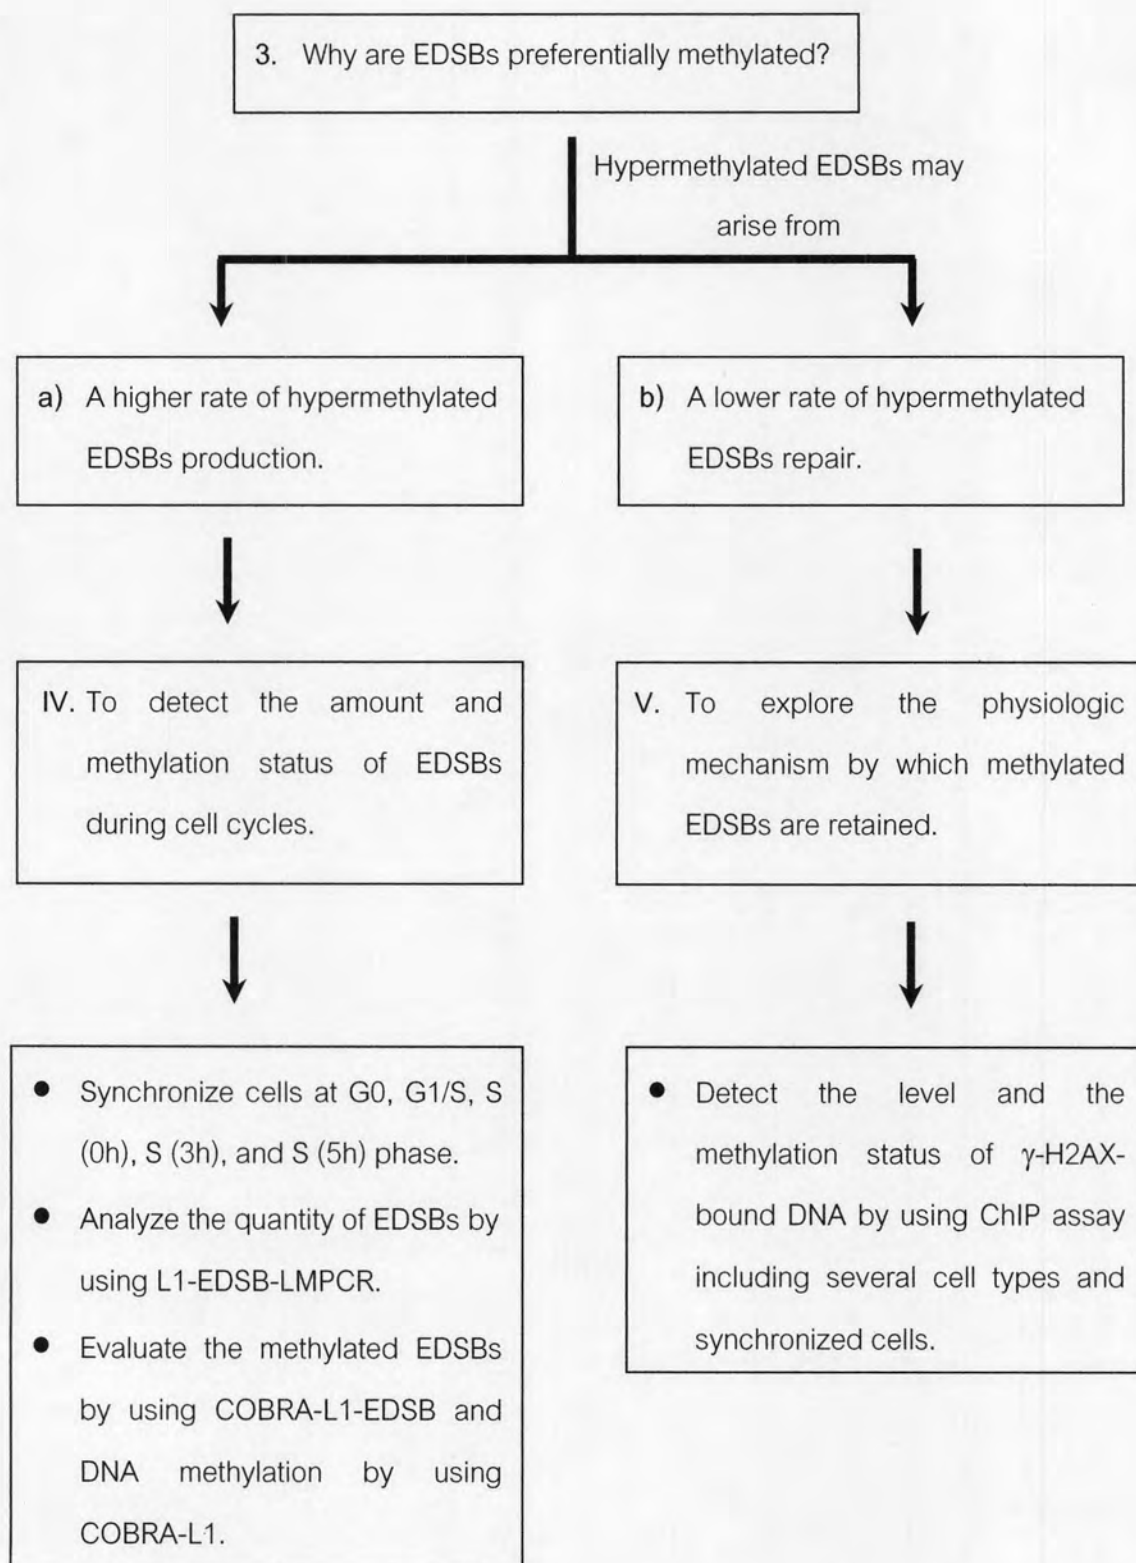 3. Why are EDSBs preferentially methylated?
Hypermethylated EDSBs may
arise from
a) A higher rate of hypermethylated
EDSBs production.
b) A lower rate of hypermethylated
EDSBs repair.
IV. To detect the amount and
methylation status of EDSBs
during cell cycles.
V. To explore the physiologic
mechanism by which methylated
EDSBs are retained.
● Synchronize cells at G0, G1/S, S
(0h), S (3h), and S (5h) phase.
● Analyze the quantity of EDSBs by
using L1-EDSB-LMPCR.
● Evaluate the methylated EDSBs
by using COBRA-L1-EDSB and
DNA methylation by using
COBRA-L1.
● Detect the level and the
methylation status of γ-H2AX-
bound DNA by using ChIP assay
including several cell types and
synchronized cells.